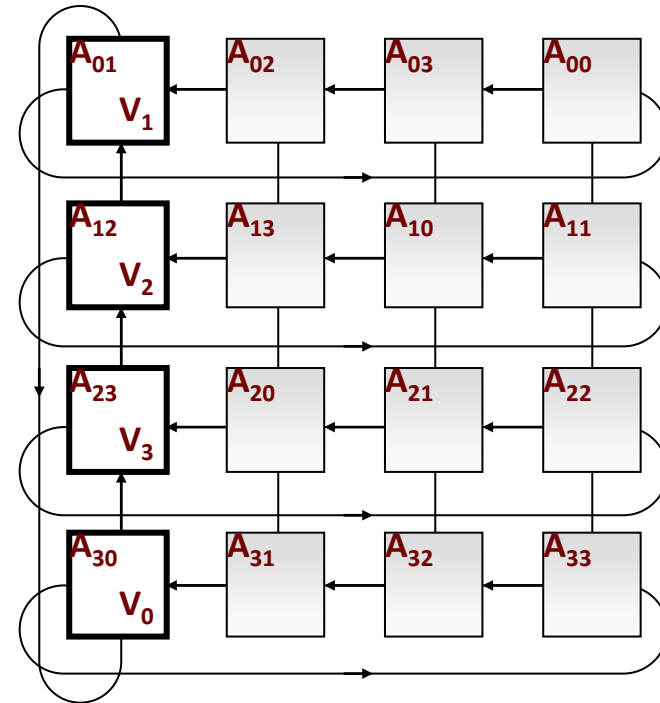 A₀₁ A₀₂ A₀₃ A₀₀
V₁
A₁₂ A₁₃ A₁₀ A₁₁
V₂
A₂₃ A₂₀ A₂₁ A₂₂
V₃
A₃₀ A₃₁ A₃₂ A₃₃
V₀